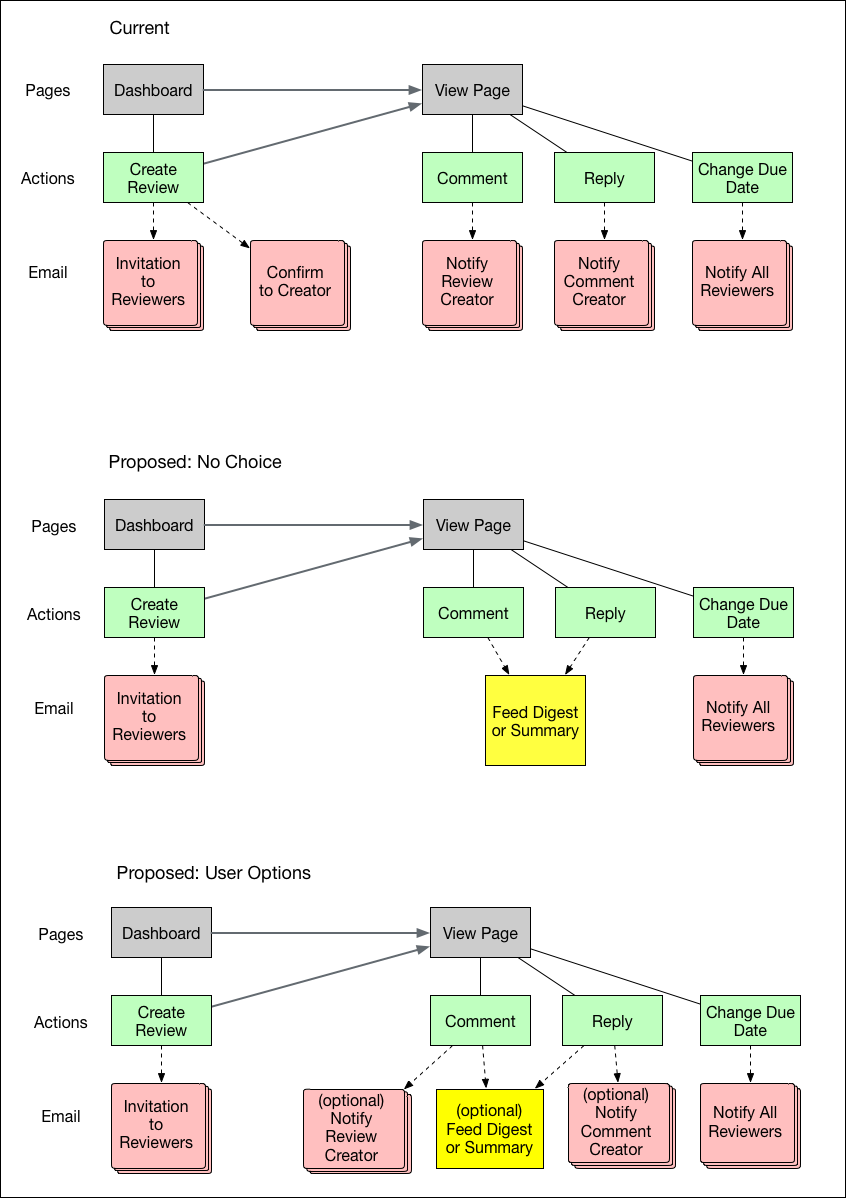 Current
Pages
Dashboard
View Page
Actions
Create
Review
Comment
Reply
Change Due
Date
Email
Invitation
to
Reviewers
Confirm
to Creator
Notify
Review
Creator
Notify
Comment
Creator
Notify All
Reviewers
Proposed: No Choice
Pages
Dashboard
View Page
Actions
Create
Review
Comment
Reply
Change Due
Date
Email
Invitation
to
Reviewers
Feed Digest
or Summary
Notify All
Reviewers
Proposed: User Options
Pages
Dashboard
View Page
Actions
Create
Review
Comment
Reply
Change Due
Date
Email
Invitation
to
Reviewers
(optional)
Notify
Review
Creator
(optional)
Feed Digest
or Summary
(optional)
Notify
Comment
Creator
Notify All
Reviewers